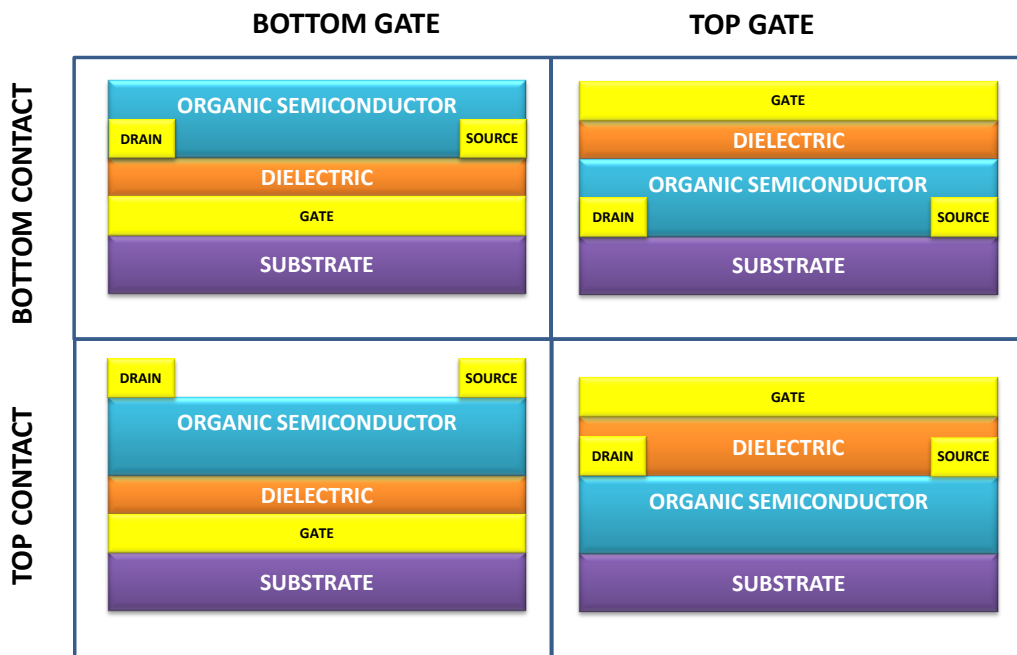 BOTTOM GATE
TOP GATE
BOTTOM CONTACT
ORGANIC SEMICONDUCTOR
DRAIN
SOURCE
DIELECTRIC
GATE
SUBSTRATE
GATE
DIELECTRIC
ORGANIC SEMICONDUCTOR
DRAIN
SOURCE
SUBSTRATE
TOP CONTACT
DRAIN
SOURCE
ORGANIC SEMICONDUCTOR
DIELECTRIC
GATE
SUBSTRATE
GATE
DRAIN
DIELECTRIC
SOURCE
ORGANIC SEMICONDUCTOR
SUBSTRATE